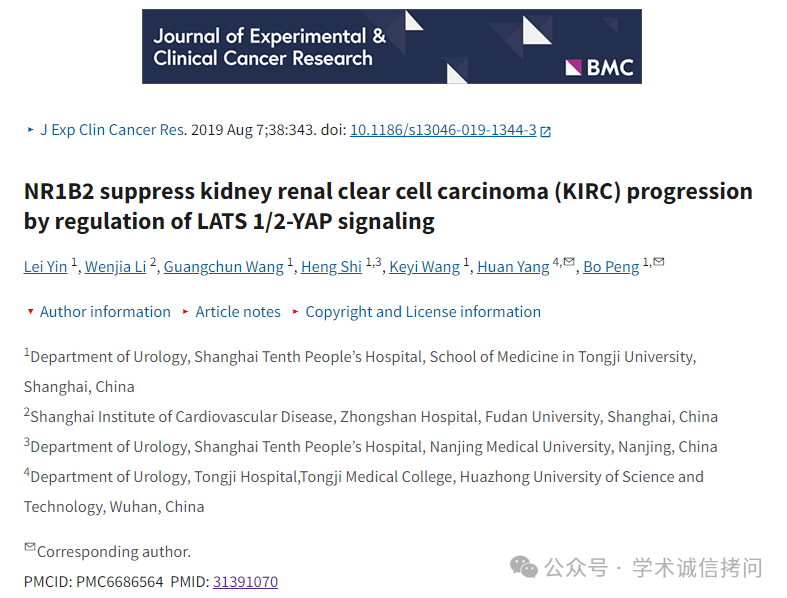 Journal of Experimental &
Clinical Cancer Research
BMC
▸ J Exp Clin Cancer Res. 2019 Aug 7;38:343. doi: 10.1186/s13046-019-1344-3
NR1B2 suppress kidney renal clear cell carcinoma (KIRC) progression
by regulation of LATS 1/2-YAP signaling
Lei Yin 1, Wenjia Li 2, Guangchun Wang 1, Heng Shi 1,3, Keyi Wang 1, Huan Yang 4,✉, Bo Peng 1,✉
▾ Author information ▸ Article notes ▸ Copyright and License information
1Department of Urology, Shanghai Tenth People’s Hospital, School of Medicine in Tongji University,
Shanghai, China
2Shanghai Institute of Cardiovascular Disease, Zhongshan Hospital, Fudan University, Shanghai, China
3Department of Urology, Shanghai Tenth People’s Hospital, Nanjing Medical University, Nanjing, China
4Department of Urology, Tongji Hospital,Tongji Medical College, Huazhong University of Science and
Technology, Wuhan, China
✉Corresponding author.
PMCID: PMC6686564 PMID: 31391070
公众号 · 学术诚信拷问